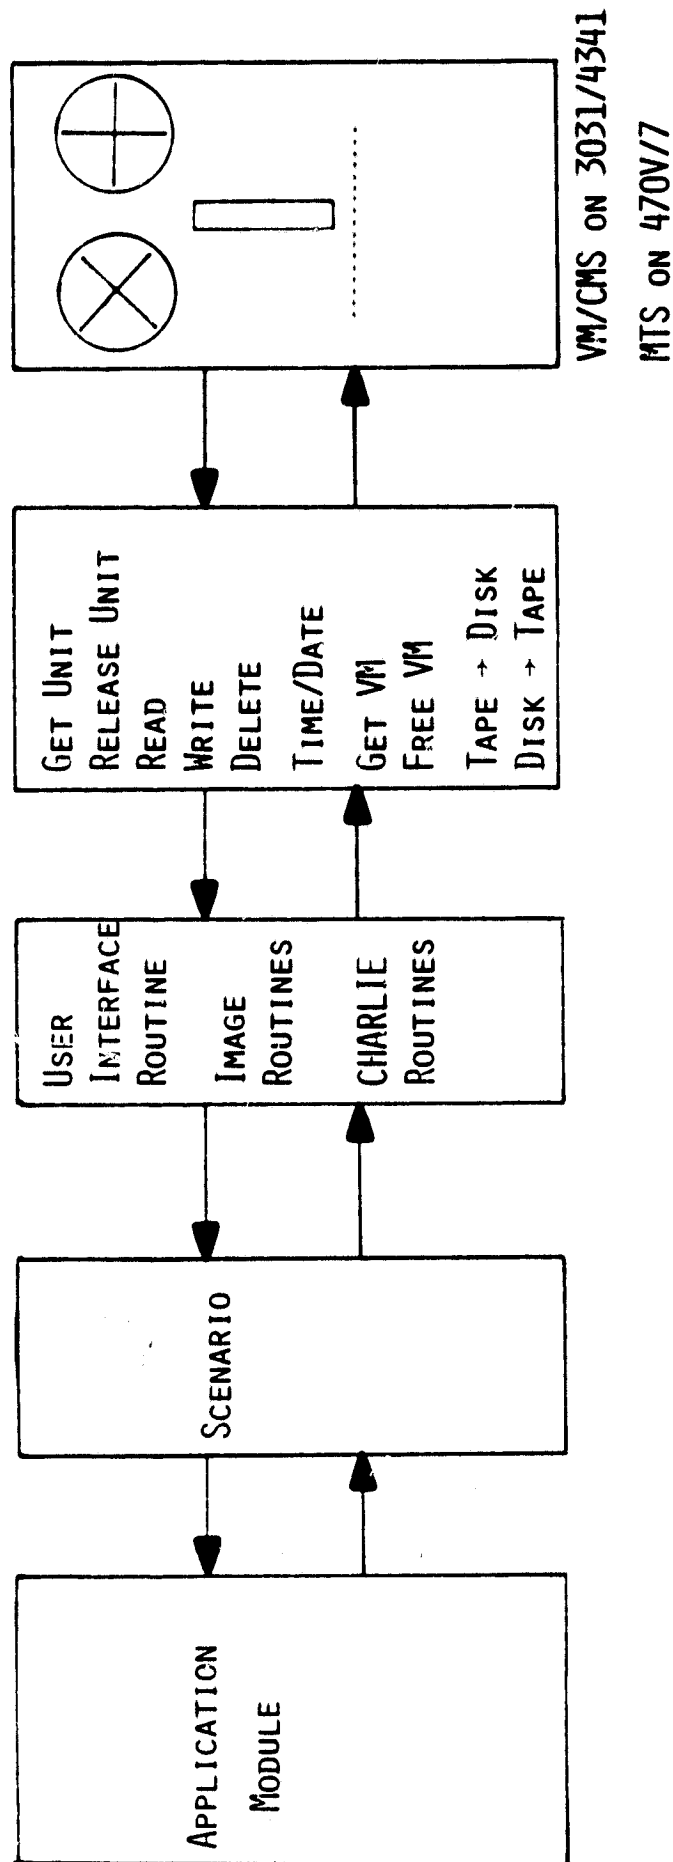 APPLICATION
MODULE
SCENARIO
USER
INTERFACE
ROUTINE
IMAGE
ROUTINES
CHARLIE
ROUTINES
GET UNIT
RELEASE UNIT
READ
WRITE
DELETE
TIME/DATE
GET VM
FREE VM
TAPE → DISK
DISK → TAPE
VM/CMS ON 3031/4341
MTS ON 470V/7